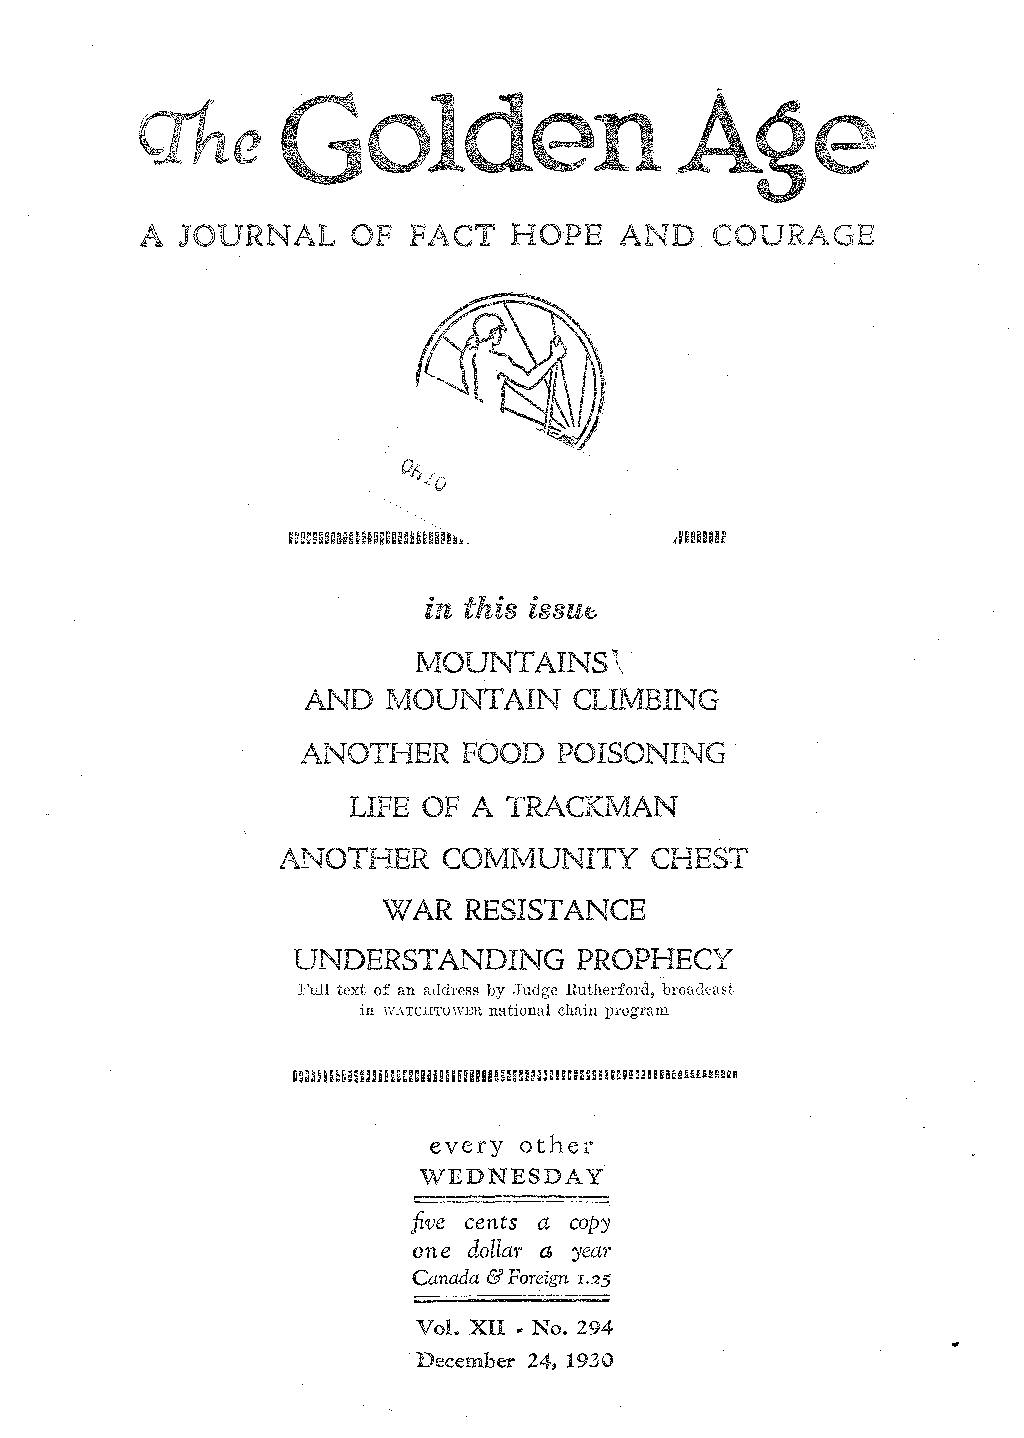 The Golden Age
A JOURNAL OF FACT HOPE AND COURAGE
in this issue
MOUNTAINS
AND MOUNTAIN CLIMBING
ANOTHER FOOD POISONING
LIFE OF A TRACKMAN
ANOTHER COMMUNITY CHEST
WAR RESISTANCE
UNDERSTANDING PROPHECY
Full text of an address by Judge Rutherford, broadcast
in WATCHTOWER national chain program
every other
WEDNESDAY
five cents a copy
one dollar a year
Canada & Foreign 1.25
Vol. XII - No. 294
December 24, 1930